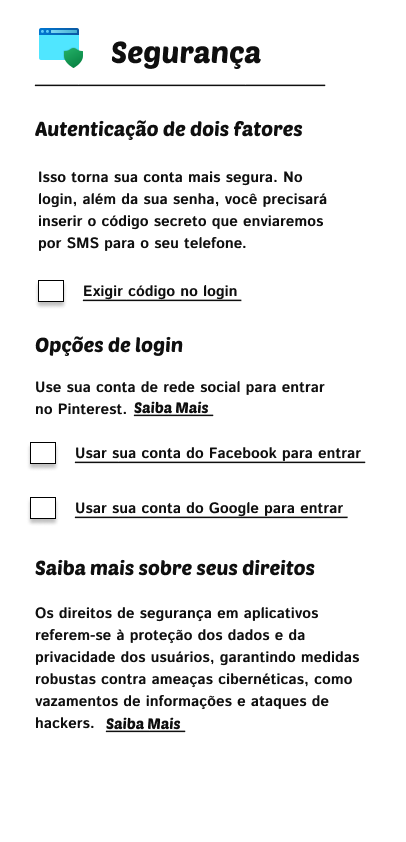 Segurança
Autenticação de dois fatores
Isso torna sua conta mais segura. No
login, além da sua senha, você precisará
inserir o código secreto que enviaremos
por SMS para o seu telefone.
Exigir código no login
Opções de login
Use sua conta de rede social para entrar
no Pinterest. Saiba Mais
Usar sua conta do Facebook para entrar
Usar sua conta do Google para entrar
Saiba mais sobre seus direitos
Os direitos de segurança em aplicativos
referem-se à proteção dos dados e da
privacidade dos usuários, garantindo medidas
robustas contra ameaças cibernéticas, como
vazamentos de informações e ataques de
hackers. Saiba Mais